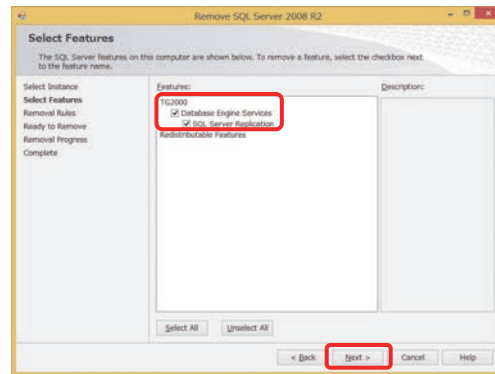 Remove SQL Server 2008 R2
Select Features
The SQL Server features on this computer are shown below. To remove a feature, select the checkbox next
to the feature name.
Select Instance
Select Features
Removal Rules
Ready to Remove
Removal Progress
Complete
Features:
TG2000
Database Engine Services
SQL Server Replication
Redistributable Features
Description:
Select All
Unselect All
< Back
Next >
Cancel
Help